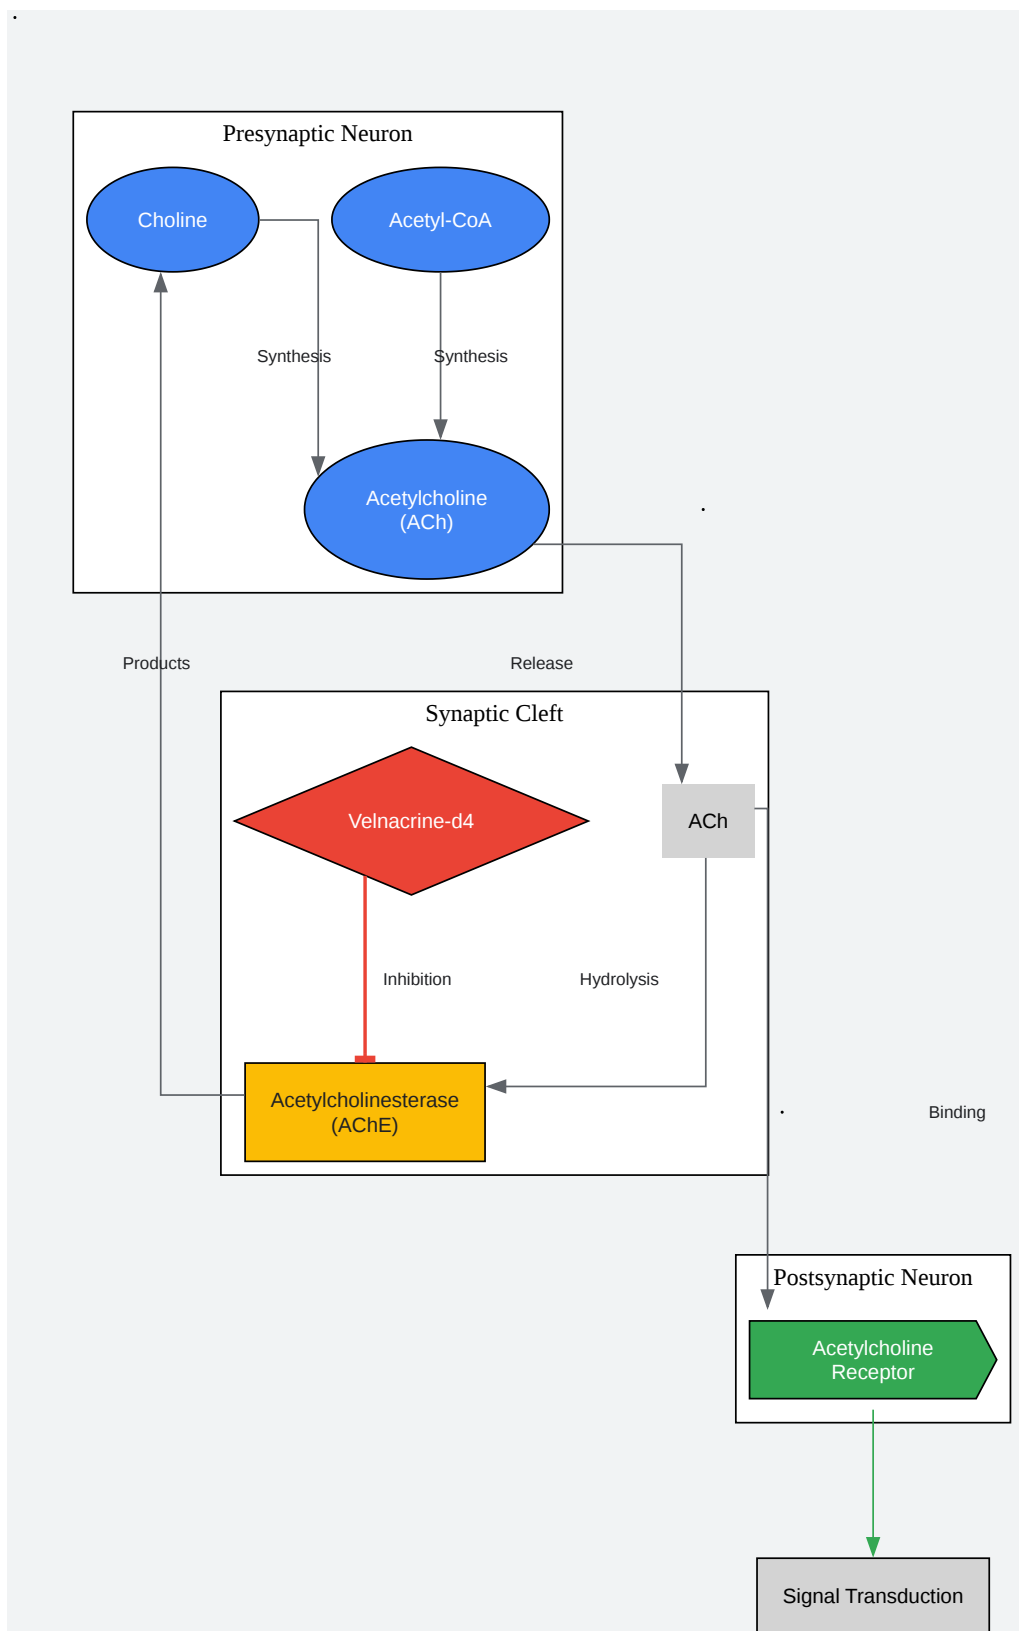 Presynaptic Neuron
Choline
Acetyl-CoA
Synthesis
Synthesis
Acetylcholine
(ACh)
Products
Release
Synaptic Cleft
Velnacrine-d4
ACh
Inhibition
Hydrolysis
Acetylcholinesterase
(AChE)
Binding
Postsynaptic Neuron
Acetylcholine
Receptor
Signal Transduction